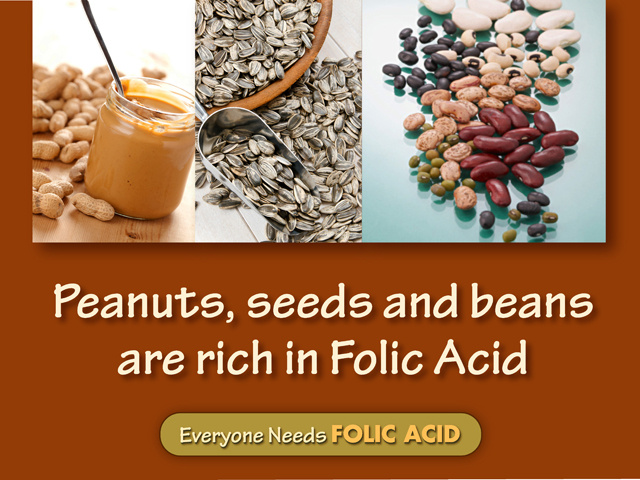 Peanuts, seeds and beans
are rich in Folic Acid
Everyone Needs FOLIC ACID